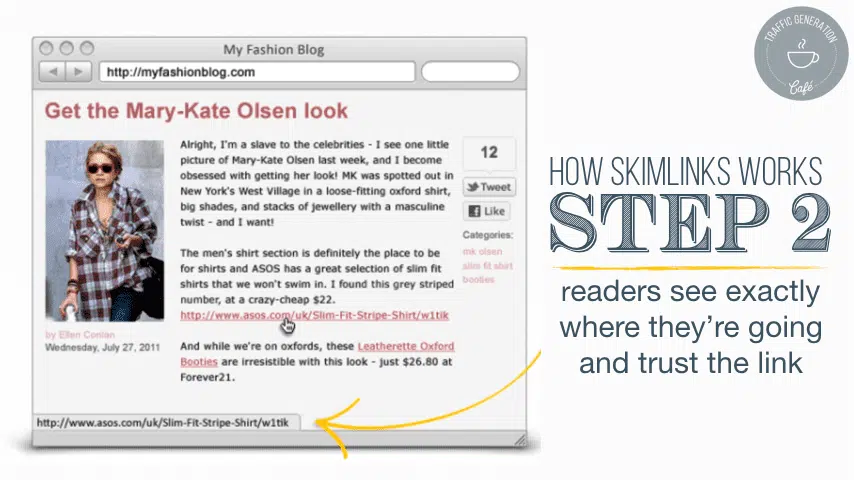 My Fashion Blog
http://myfashionblog.com
Get the Mary-Kate Olsen look
Alright, I'm a slave to the celebrities - I see one little
picture of Mary-Kate Olsen last week, and I become
obsessed with getting her look! MK was spotted out in
New York's West Village in a loose-fitting oxford shirt,
big shades, and stacks of jewellery with a masculine
twist - and I want!
The men's shirt section is definitely the place to be
for shirts and ASOS has a great selection of slim fit
shirts that we won't swim in. I found this grey striped
number, at a crazy-cheap $22.
http://www.asos.com/uk/Slim-Fit-Stripe-Shirt/w1tik
And while we're on oxfords, these Leatherette Oxford
Booties are irresistible with this look - just $26.80 at
Forever21.
by Ellen Conlan
Wednesday, July 27, 2011
12
Tweet
Like
Categories:
mk olsen
slim fit shirt
booties
http://www.asos.com/uk/Slim-Fit-Stripe-Shirt/w1tik
TRAFFIC GENERATION
Café
HOW SKIMLINKS WORKS
STEP 2
readers see exactly
where they're going
and trust the link